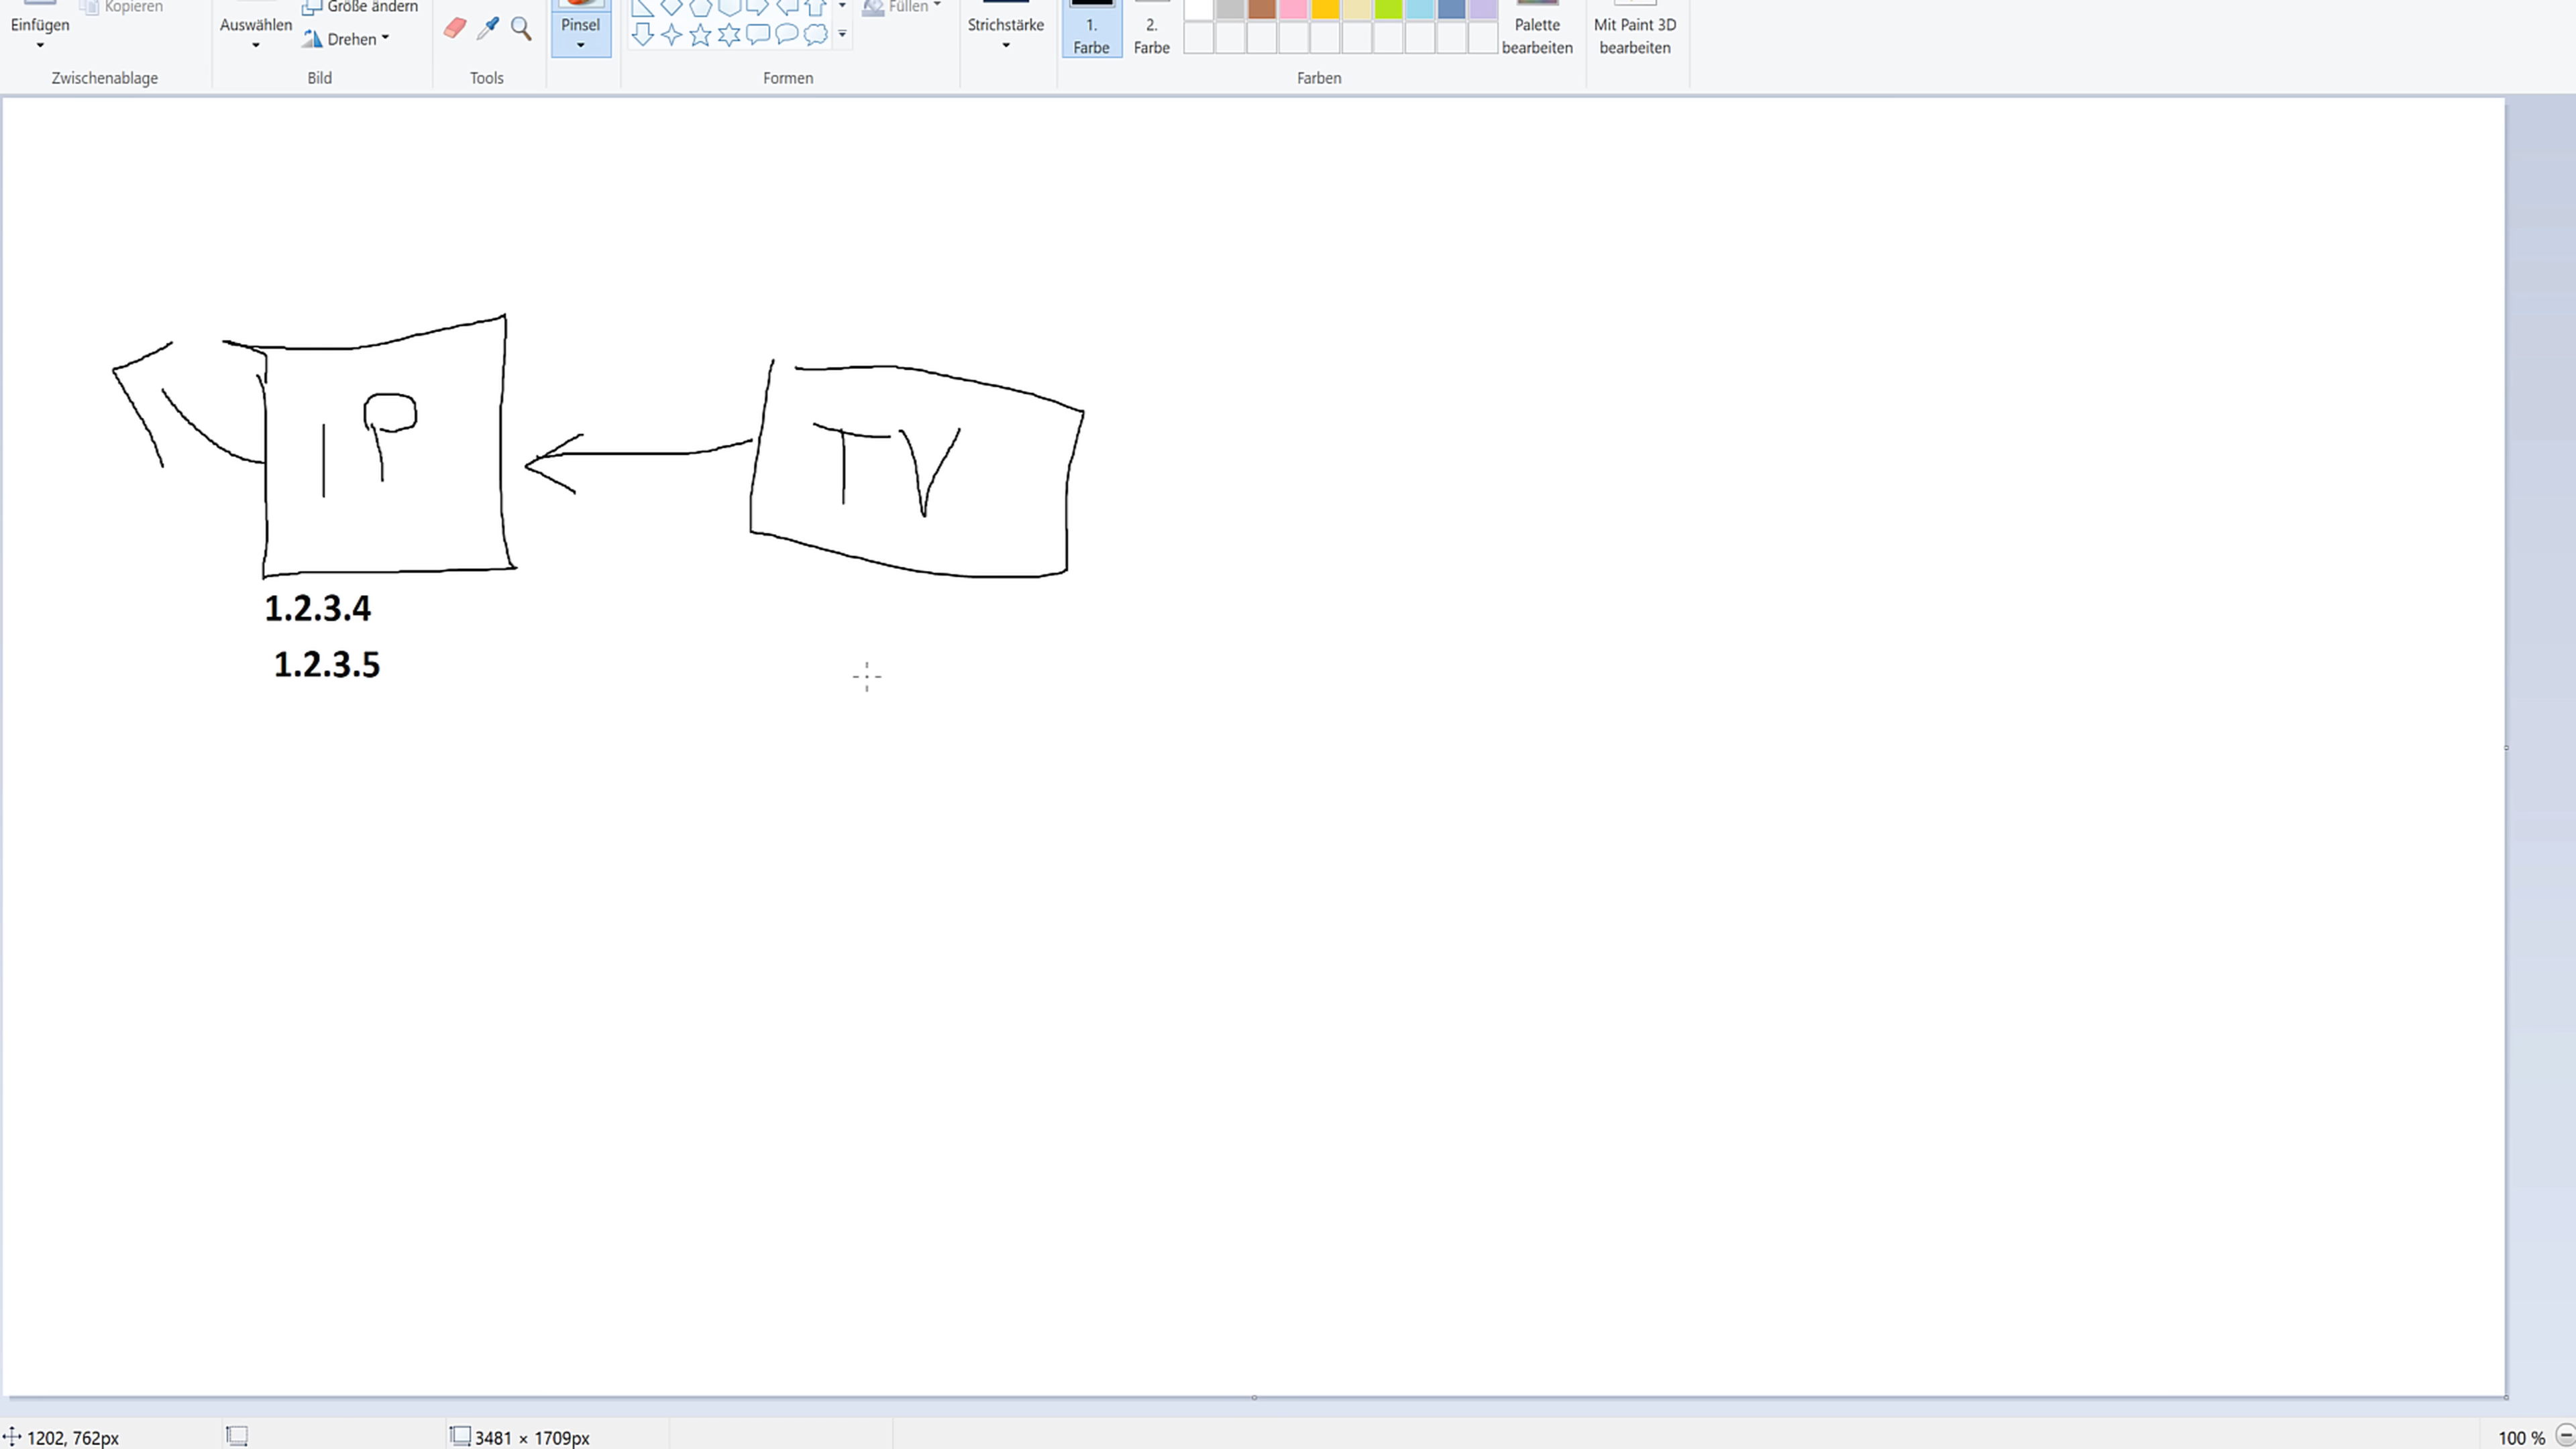 Einfügen
Kopieren
Zwischenablage
Auswählen
Größe ändern
Drehen
Bild
Tools
Pinsel
Formen
Füllen
Strichstärke
1.
Farbe
2.
Farbe
Farben
Palette
bearbeiten
Mit Paint 3D
bearbeiten
IP
TV
1.2.3.4
1.2.3.5
1202, 762px
3481 × 1709px
100 %